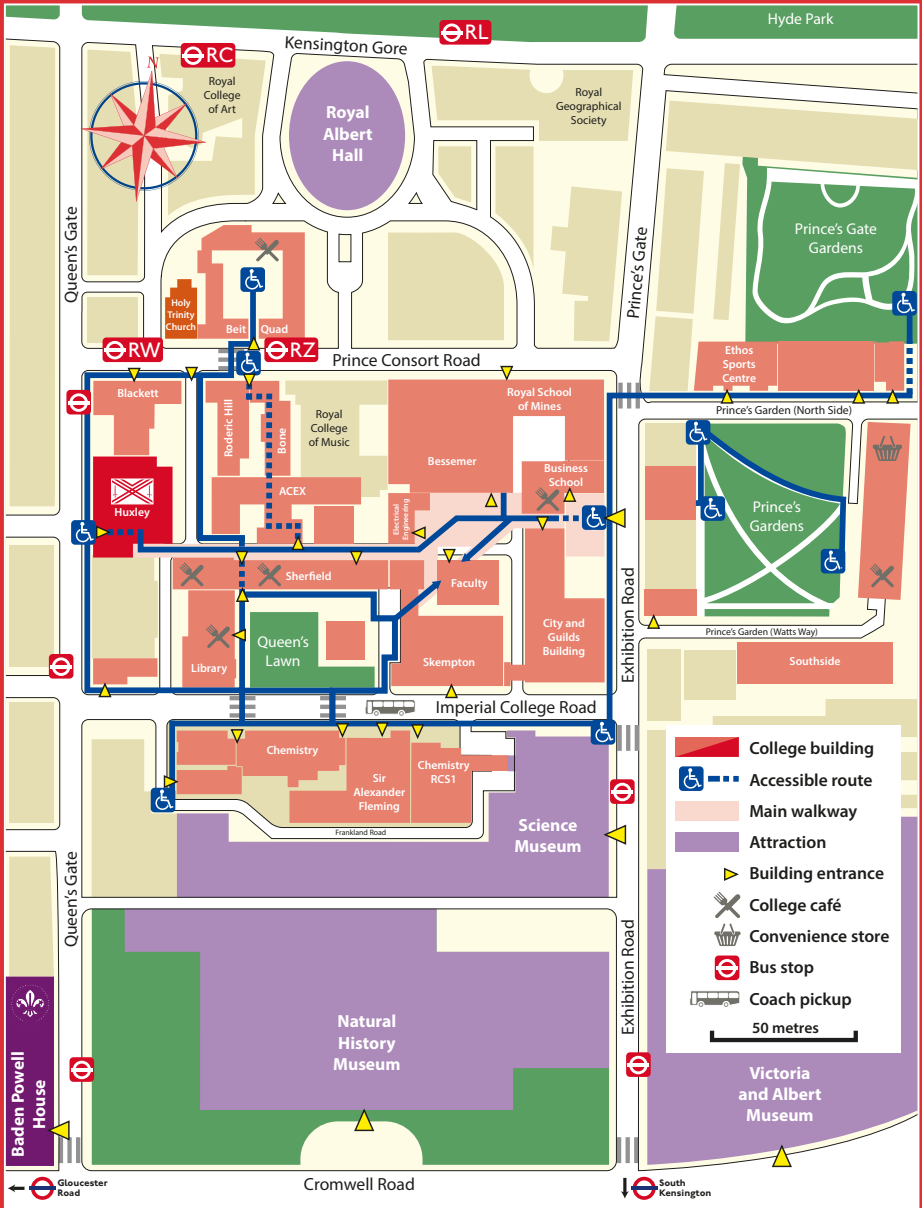 Hyde Park
RL
Kensington Gore
RC
N
Royal
College
of Art
Royal
Albert
Hall
Royal
Geographical
Society
Queen's Gate
Prince's Gate
Prince's Gate
Gardens
Holy
Trinity
Church
Beit Quad
RW
RZ
Prince Consort Road
Ethos
Sports
Centre
Prince's Garden (North Side)
Blackett
Roderic Hill
Bone
Royal
College
of Music
Royal School
of Mines
Bessemer
Business
School
ACEX
Electrical
Engineering
Huxley
Prince's
Gardens
Sherfield
Faculty
Exhibition Road
City and
Guilds
Building
Queen's
Lawn
Library
Skempton
Prince's Garden (Watts Way)
Southside
Imperial College Road
Chemistry
Sir
Alexander
Fleming
Chemistry
RCS1
Frankland Road
Science
Museum
College building
Accessible route
Main walkway
Attraction
Building entrance
College café
Convenience store
Bus stop
Coach pickup
50 metres
Queen's Gate
Exhibition Road
Natural
History
Museum
Baden Powell
House
Victoria
and Albert
Museum
Gloucester
Road
Cromwell Road
South
Kensington